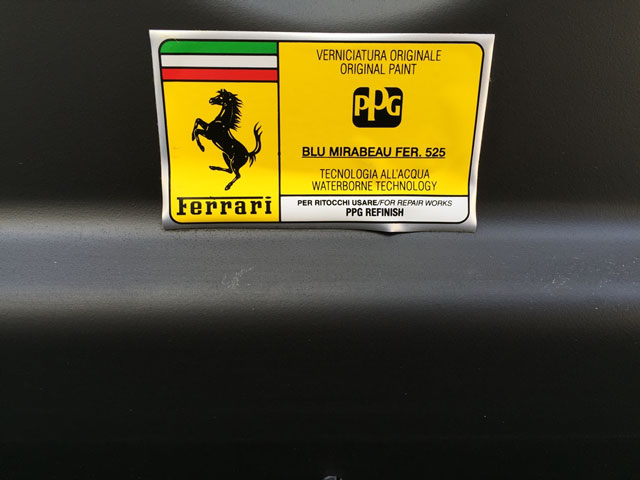 VERNICIATURA ORIGINALE
ORIGINAL PAINT
PPG
BLU MIRABEAU FER. 525
TECNOLOGIA ALL'ACQUA
WATERBORNE TECHNOLOGY
Ferrari
PER RITOCCHI USARE/FOR REPAIR WORKS
PPG REFINISH